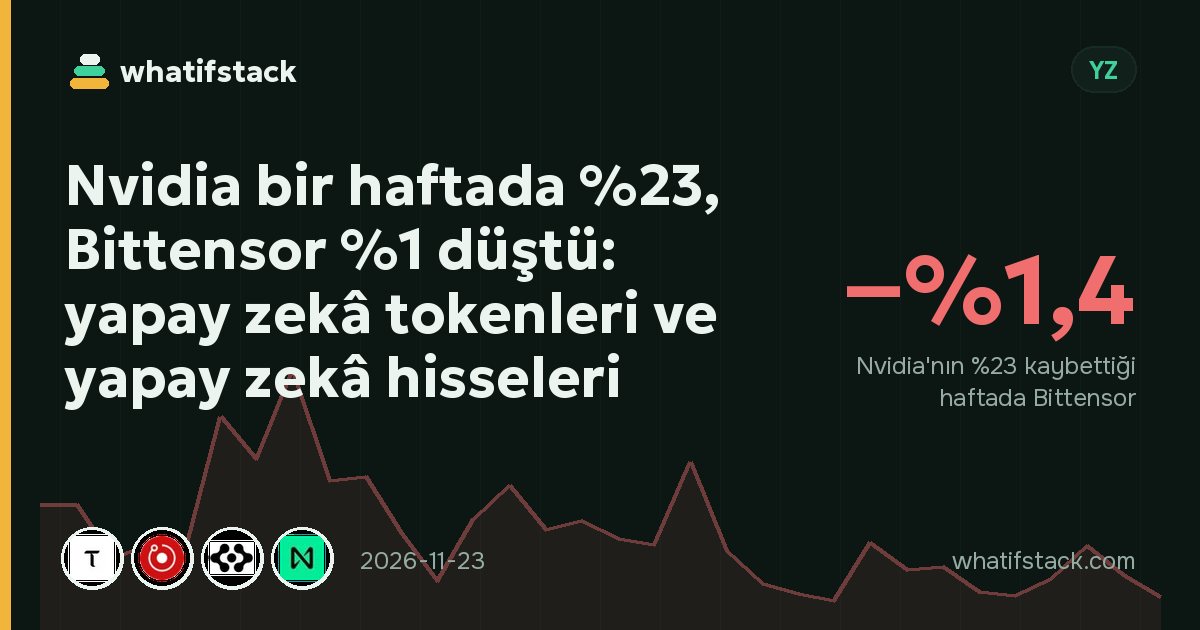 whatifstack
YZ
Nvidia bir haftada %23,
Bittensor %1 düştü:
yapay zekâ tokenleri ve
yapay zekâ hisseleri
−%1,4
Nvidia'nın %23 kaybettiği
haftada Bittensor
τ
2026-11-23
whatifstack.com